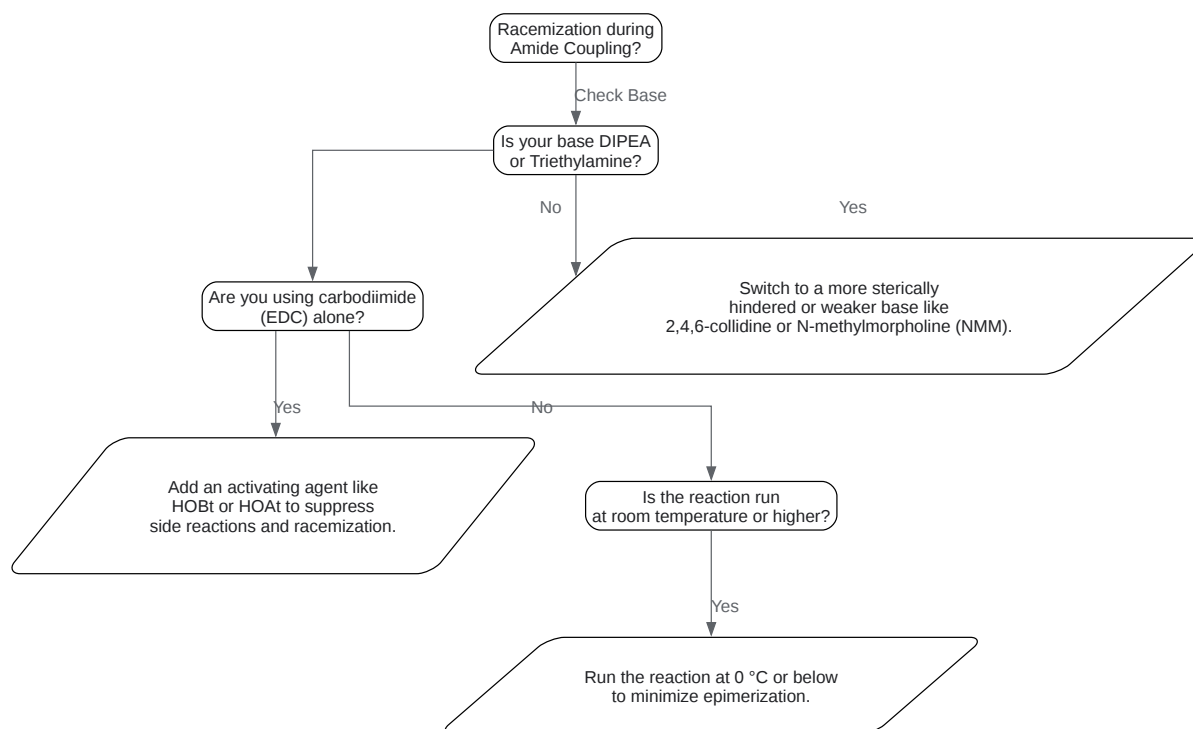 Racemization during
Amide Coupling?
Check Base
Is your base DIPEA
or Triethylamine?
No
Yes
Switch to a more sterically
hindered or weaker base like
2,4,6-collidine or N-methylmorpholine (NMM).
Are you using carbodiimide
(EDC) alone?
Yes
No
Add an activating agent like
HOBt or HOAt to suppress
side reactions and racemization.
Is the reaction run
at room temperature or higher?
Yes
Run the reaction at 0 °C or below
to minimize epimerization.